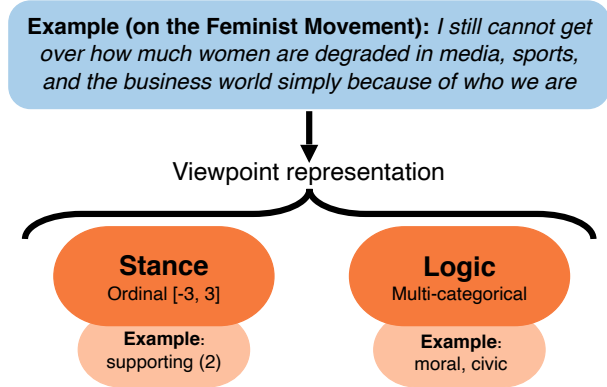 Example (on the Feminist Movement): I still cannot get
over how much women are degraded in media, sports,
and the business world simply because of who we are
Viewpoint representation
Stance
Ordinal [-3, 3]
Example:
supporting (2)
Logic
Multi-categorical
Example:
moral, civic